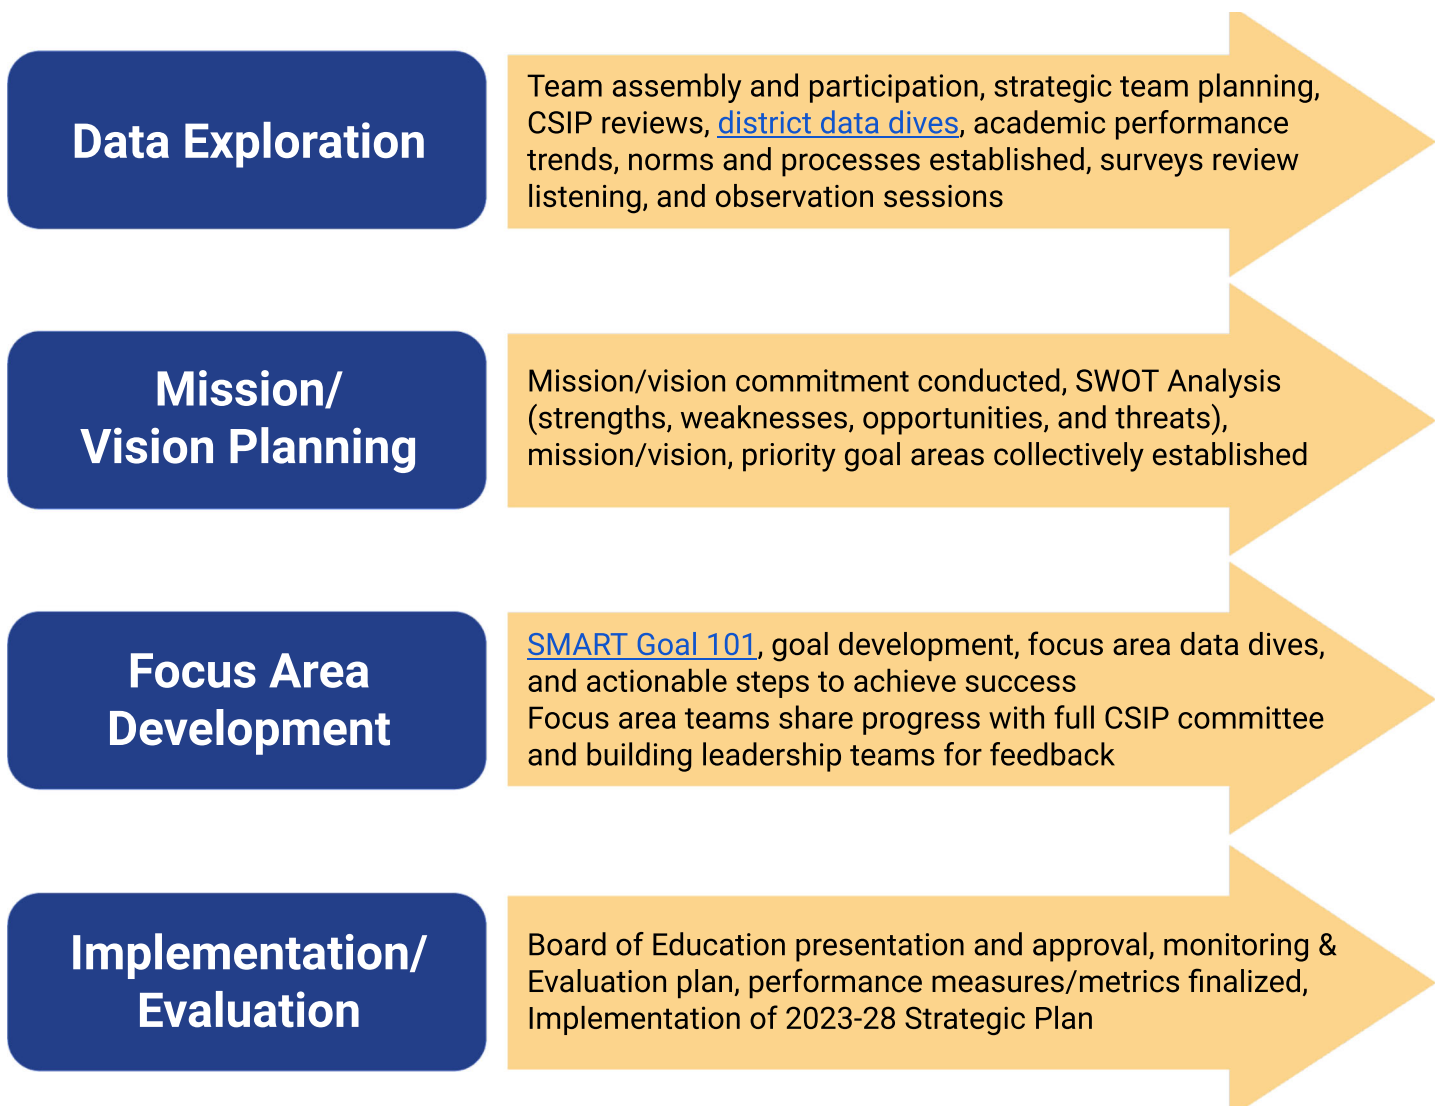 Data Exploration
Team assembly and participation, strategic team planning,
CSIP reviews, district data dives, academic performance
trends, norms and processes established, surveys review
listening, and observation sessions
Mission/
Vision Planning
Mission/vision commitment conducted, SWOT Analysis
(strengths, weaknesses, opportunities, and threats),
mission/vision, priority goal areas collectively established
Focus Area
Development
SMART Goal 101, goal development, focus area data dives,
and actionable steps to achieve success
Focus area teams share progress with full CSIP committee
and building leadership teams for feedback
Implementation/
Evaluation
Board of Education presentation and approval, monitoring &
Evaluation plan, performance measures/metrics finalized,
Implementation of 2023-28 Strategic Plan